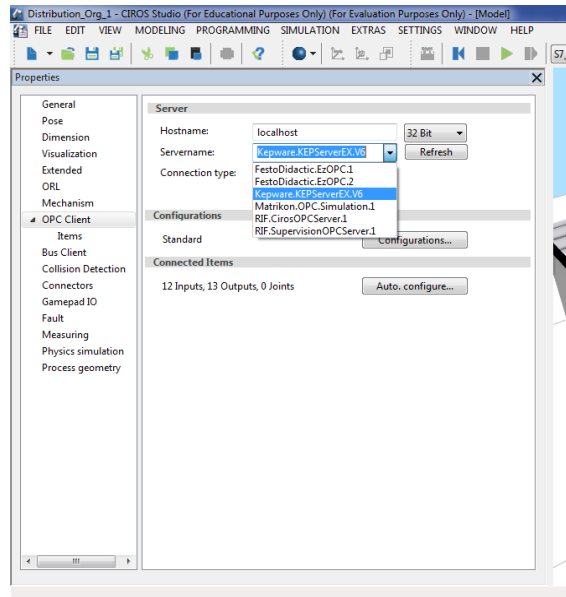 Distribution_Org_1 - CIROS Studio (For Educational Purposes Only) (For Evaluation Purposes Only) - [Model]
FILE EDIT VIEW MODELING PROGRAMMING SIMULATION EXTRAS SETTINGS WINDOW HELP
S7_
Properties
General
Pose
Dimension
Visualization
Extended
ORL
Mechanism
OPC Client
Items
Bus Client
Collision Detection
Connectors
Gamepad IO
Fault
Measuring
Physics simulation
Process geometry
Server
Hostname: localhost 32 Bit
Servername: Kepware.KEPServerEX.V6 Refresh
Connection type:
FestoDidactic.EzOPC.1
FestoDidactic.EzOPC.2
Kepware.KEPServerEX.V6
Matrikon.OPC.Simulation.1
RIF.CirosOPCServer.1
RIF.SupervisionOPCServer.1
Configurations
Standard Configurations...
Connected Items
12 Inputs, 13 Outputs, 0 Joints Auto. configure...